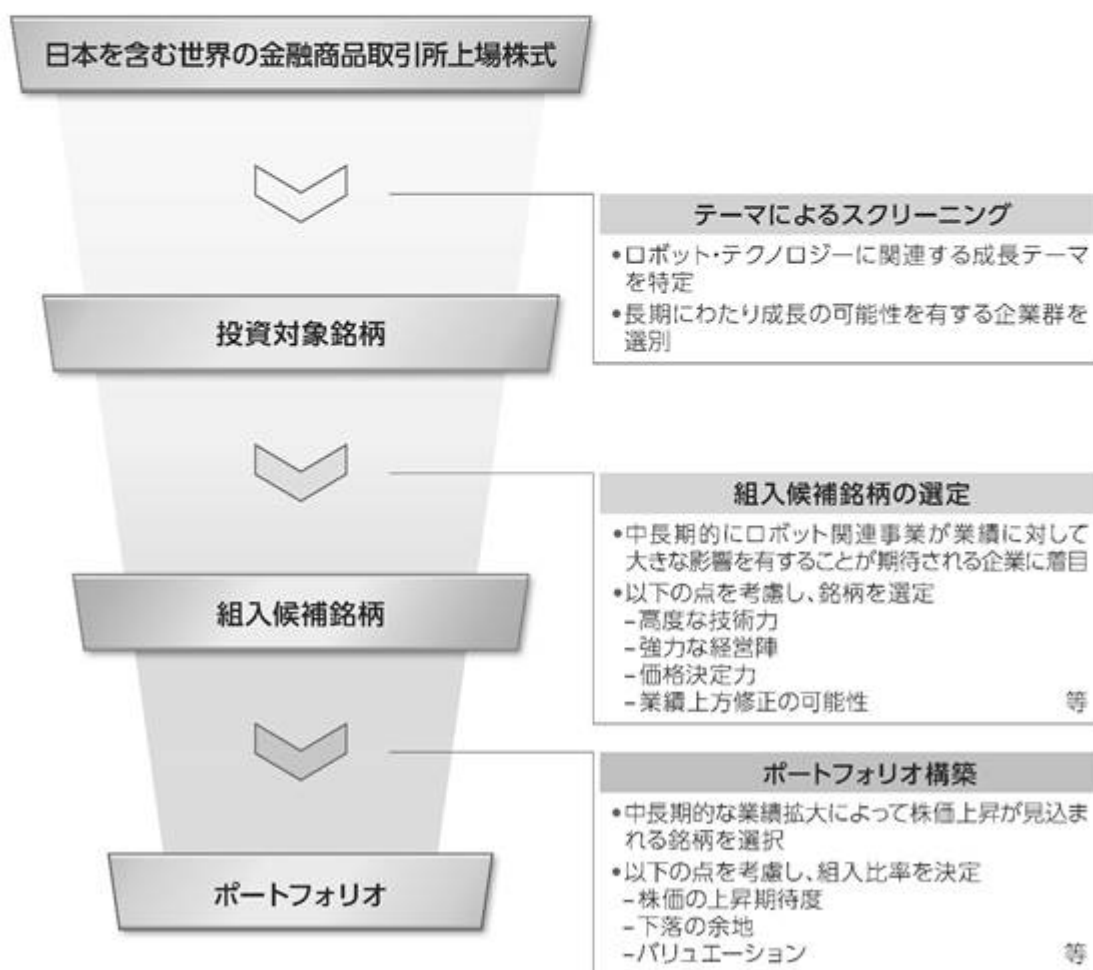 日本を含む世界の金融商品取引所上場株式
テーマによるスクリーニング
•ロボット・テクノロジーに関連する成長テーマ
を特定
•長期にわたり成長の可能性を有する企業群を
選別
投資対象銘柄
組入候補銘柄の選定
•中長期的にロボット関連事業が業績に対して
大きな影響を有することが期待される企業に着目
•以下の点を考慮し、銘柄を選定
−高度な技術力
−強力な経営陣
−価格決定力
−業績上方修正の可能性 等
組入候補銘柄
ポートフォリオ構築
•中長期的な業績拡大によって株価上昇が見込ま
れる銘柄を選択
•以下の点を考慮し、組入比率を決定
−株価の上昇期待度
−下落の余地
−バリュエーション 等
ポートフォリオ